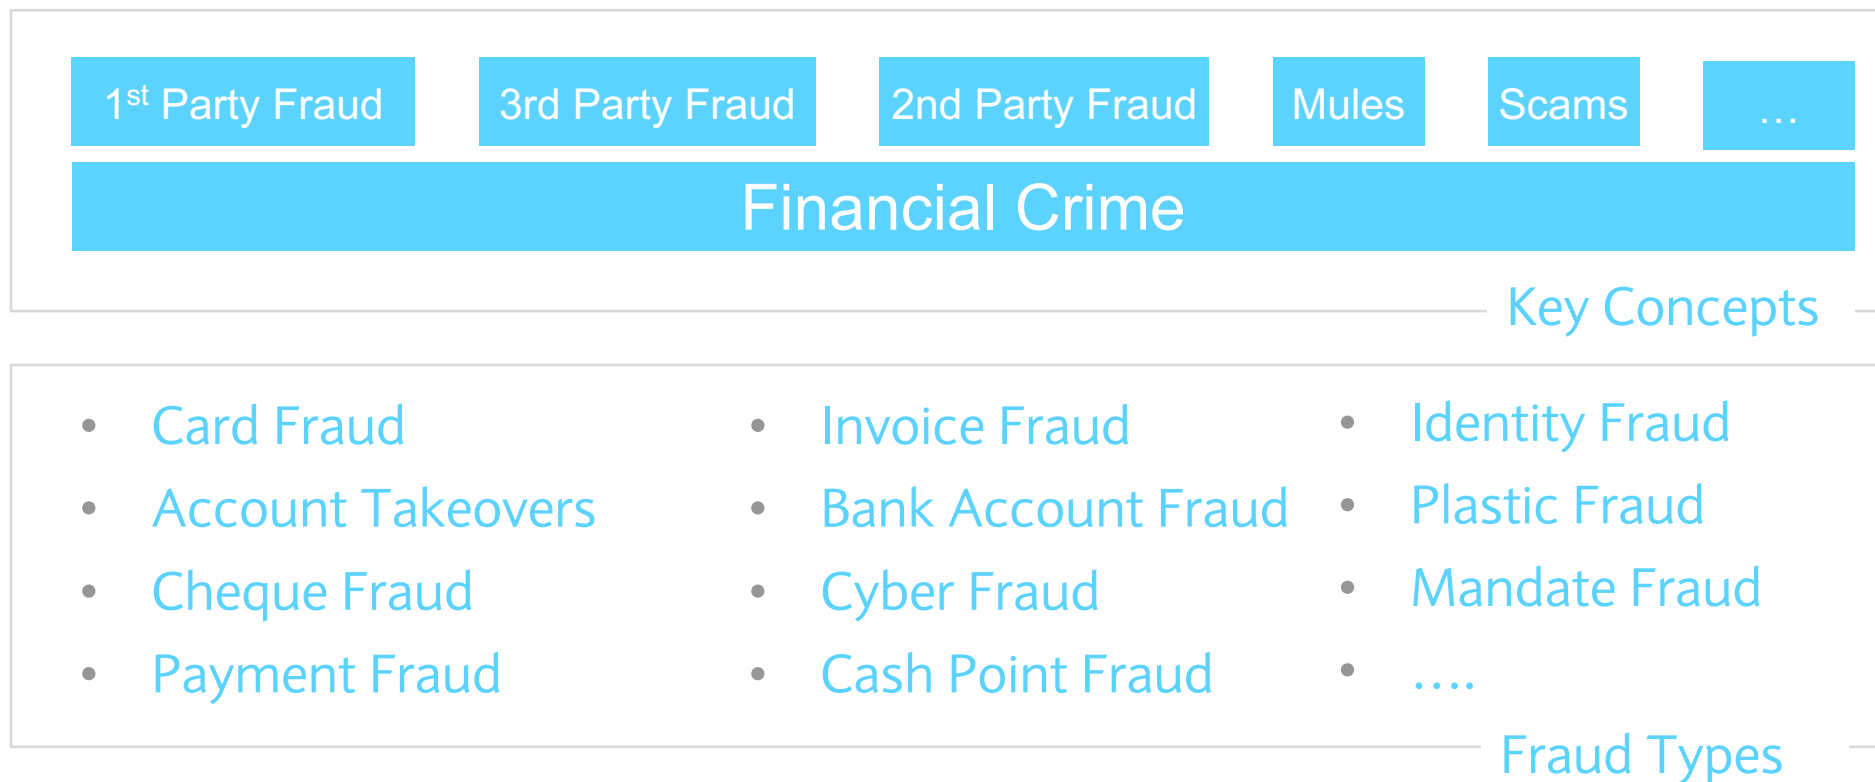 1st Party Fraud
3rd Party Fraud
2nd Party Fraud
Mules
Scams
...
Financial Crime
Key Concepts
• Card Fraud
• Account Takeovers
• Cheque Fraud
• Payment Fraud
• Invoice Fraud
• Bank Account Fraud
• Cyber Fraud
• Cash Point Fraud
• Identity Fraud
• Plastic Fraud
• Mandate Fraud
• ....
Fraud Types